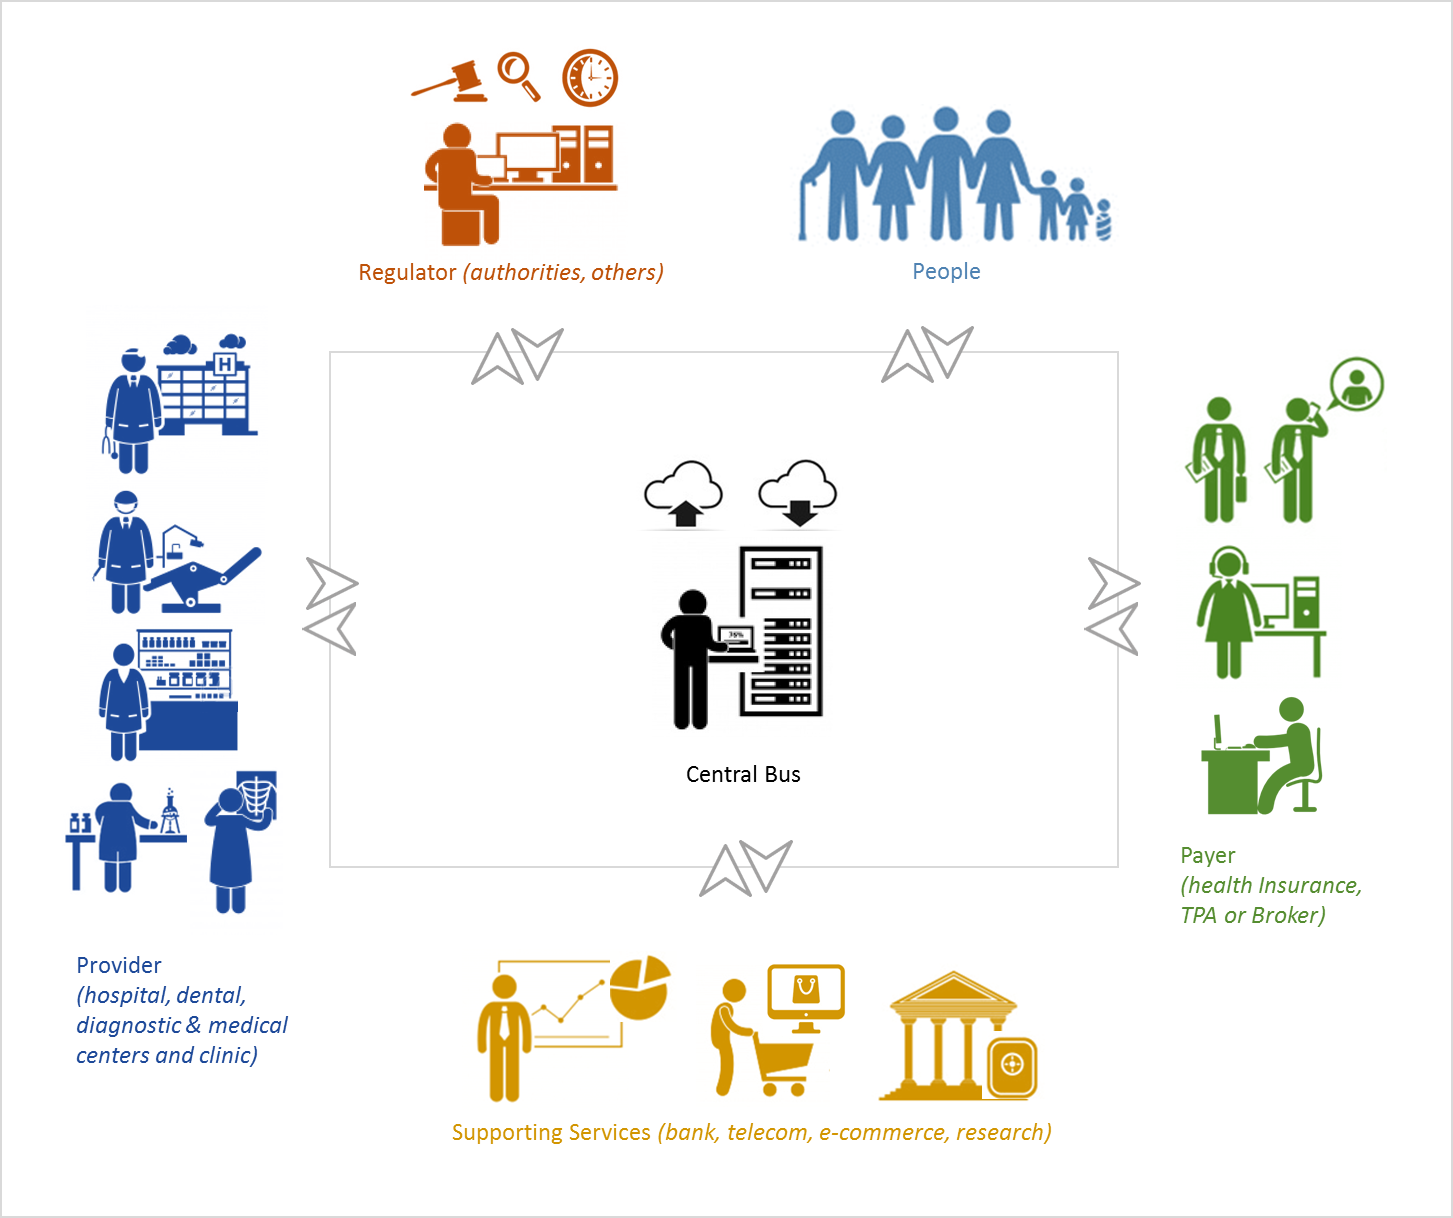 Regulator (authorities, others)
People
H
76%
Central Bus
Payer
(health Insurance,
TPA or Broker)
Provider
(hospital, dental,
diagnostic & medical
centers and clinic)
Supporting Services (bank, telecom, e-commerce, research)